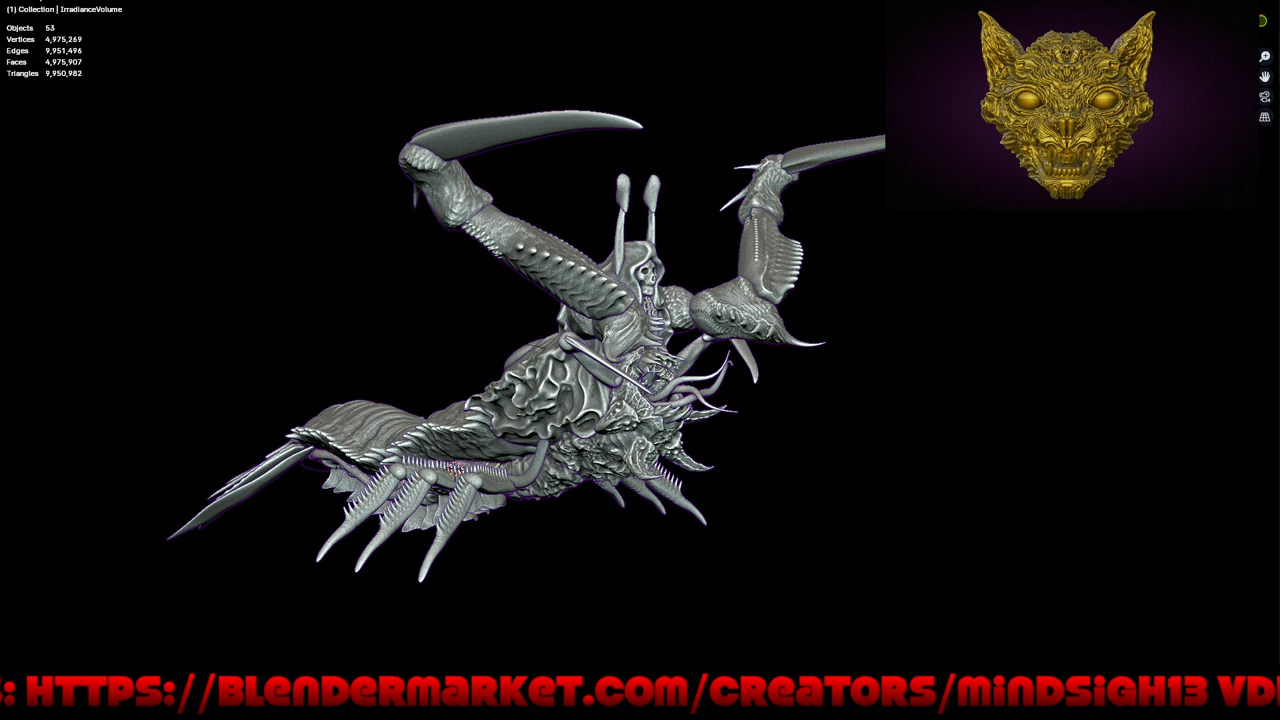 (1) Collection | IrradianceVolume
Objects 53
Vertices 4,975,269
Edges 9,951,496
Faces 4,975,907
Triangles 9,950,982
: HTTPS://BLENDERMARKET.COM/CREATORS/MINDSIGH13 VD